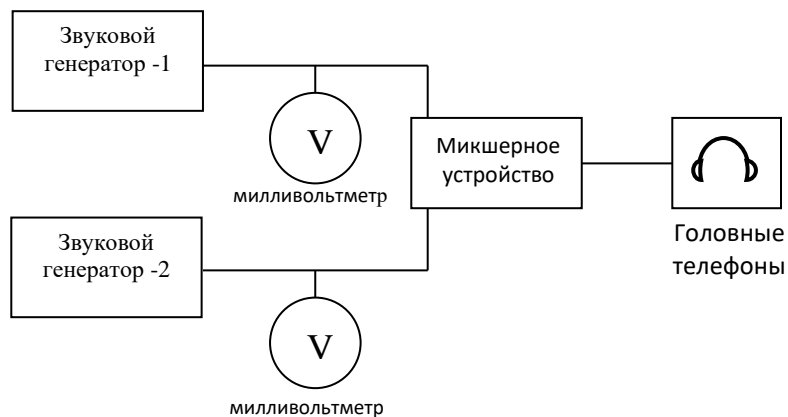 Звуковой
генератор -1
V
милливольтметр
Микшерное
устройство
Головные
телефоны
Звуковой
генератор -2
V
милливольтметр